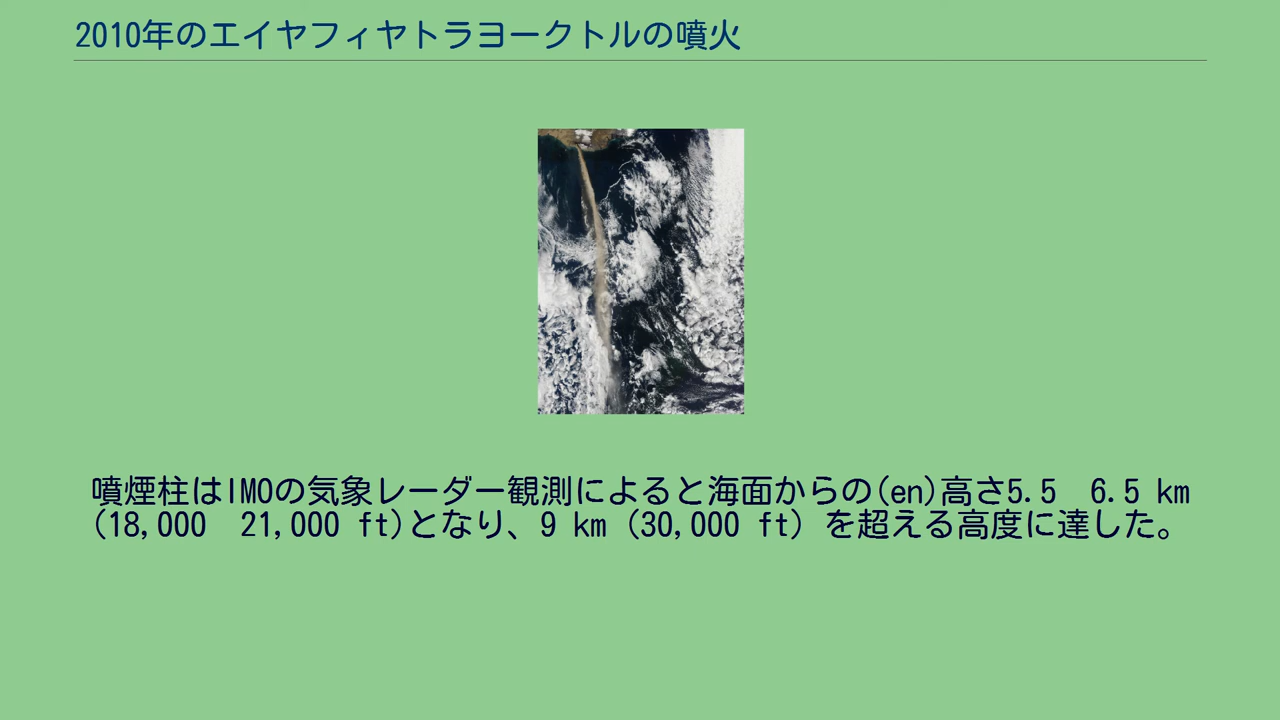 2010年のエイヤフィヤトラヨークトルの噴火
噴煙柱はIMOの気象レーダー観測によると海面からの(en)高さ5.5　6.5 km
(18,000　21,000 ft)となり、9 km (30,000 ft) を超える高度に達した。